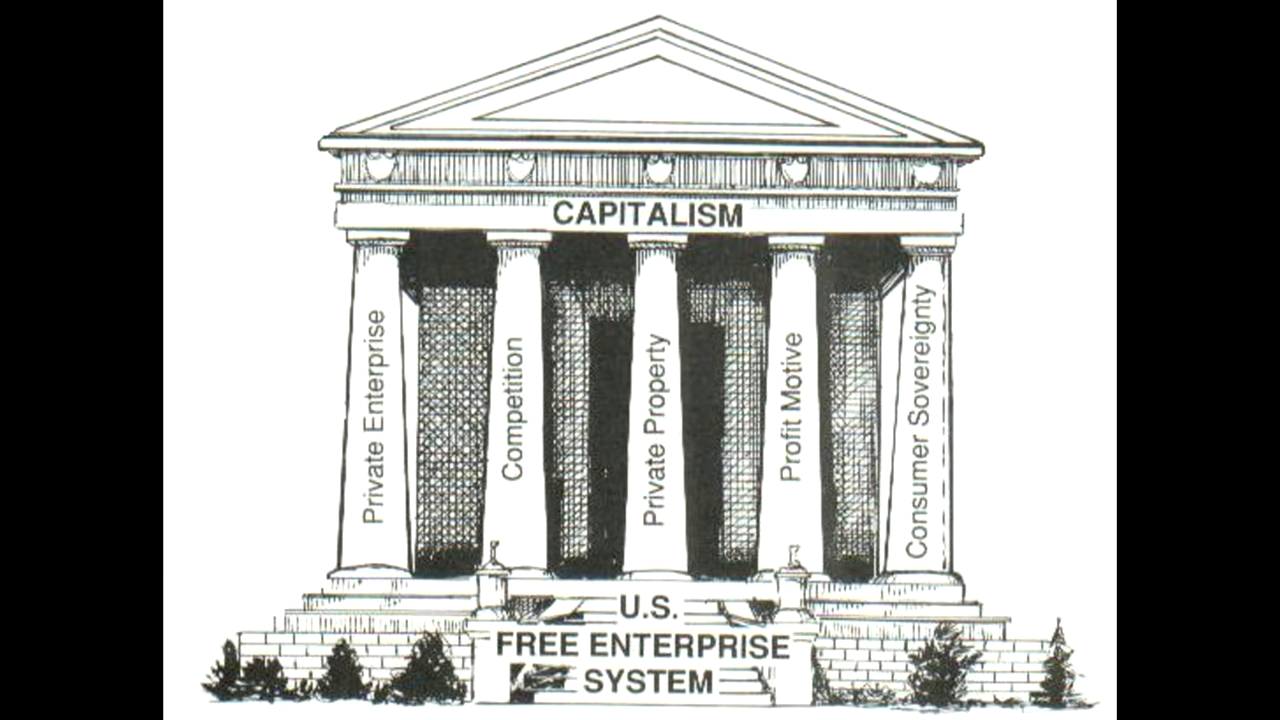 CAPITALISM
Private Enterprise
Competition
Private Property
Profit Motive
Consumer Sovereignty
U.S.
FREE ENTERPRISE
SYSTEM